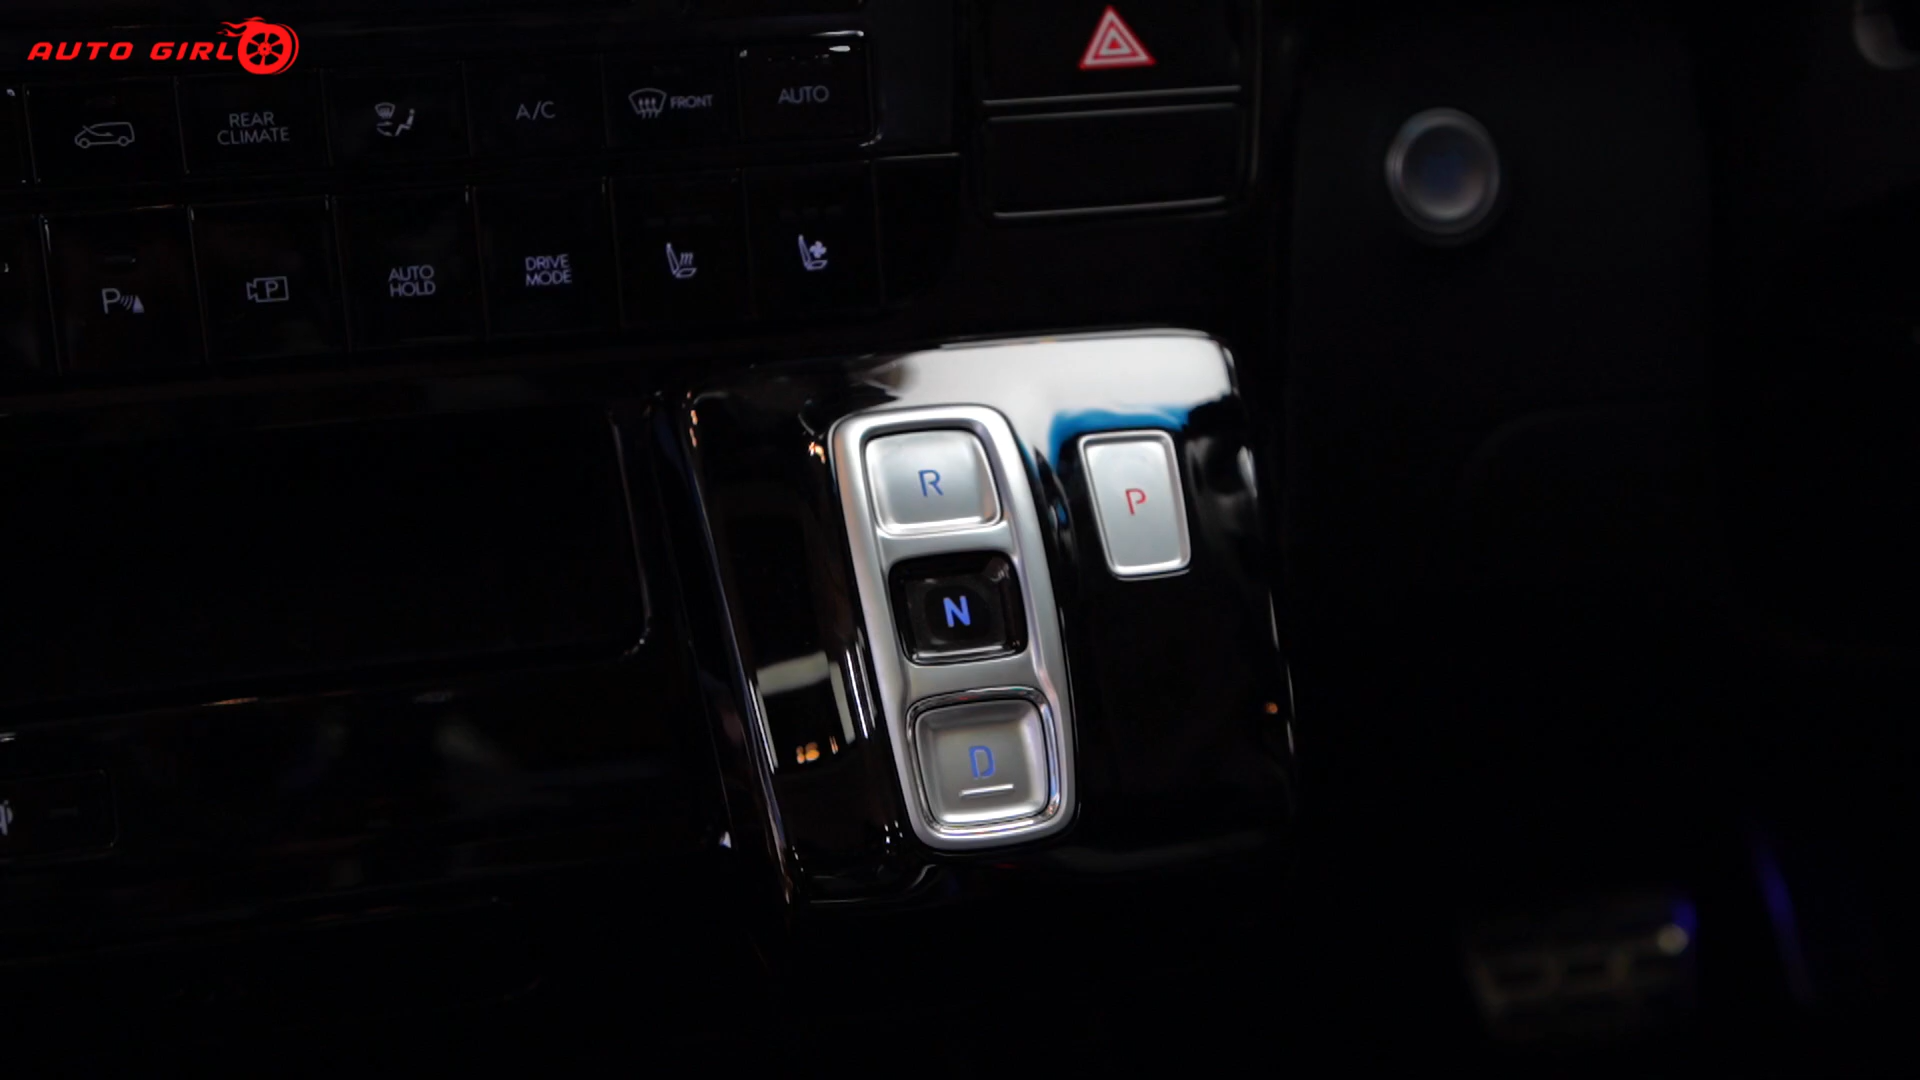 AUTO GIRL
REAR
CLIMATE
A/C
FRONT
AUTO
P
P
AUTO
HOLD
DRIVE
MODE
R
P
N
D